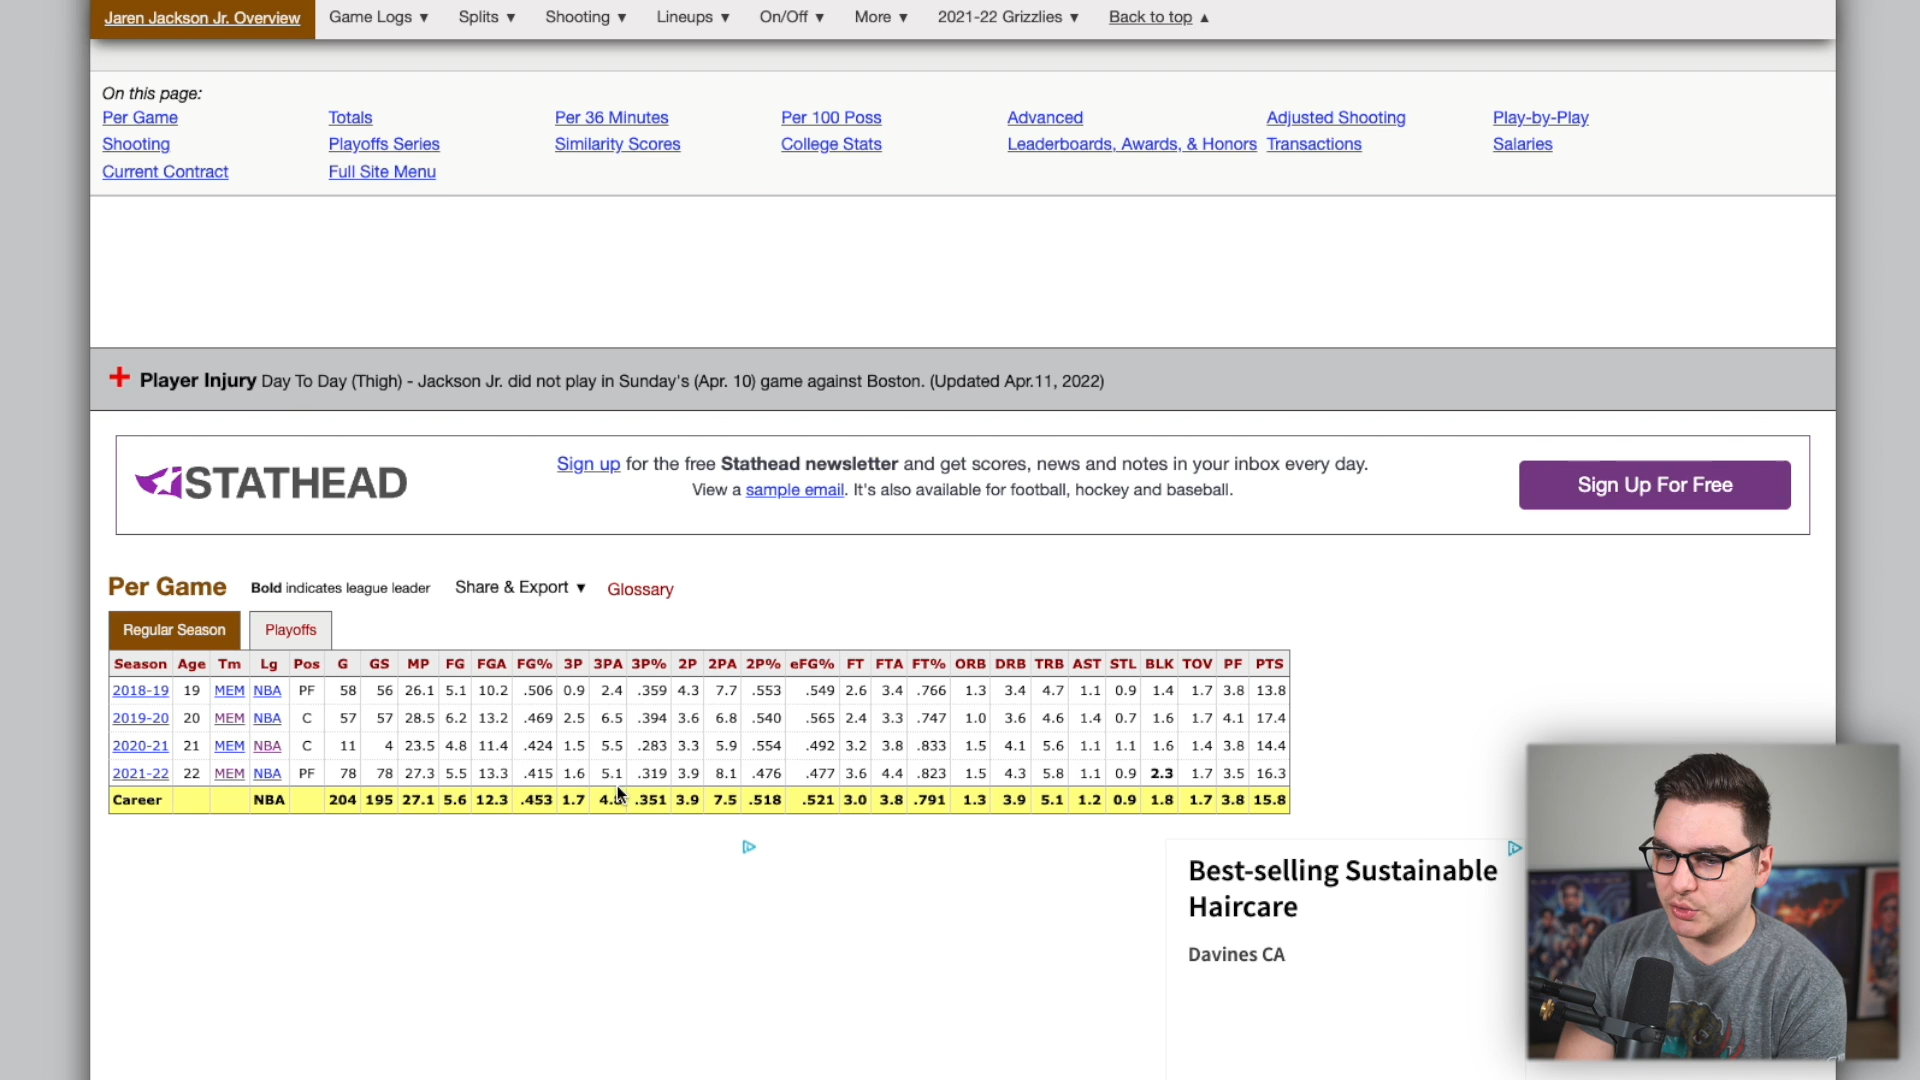 Jaren Jackson Jr. Overview Game Logs ▼ Splits ▼ Shooting ▼ Lineups ▼ On/Off ▼ More ▼ 2021-22 Grizzlies ▼ Back to top ▲
On this page:
Per Game Totals Per 36 Minutes Per 100 Poss Advanced Adjusted Shooting Play-by-Play
Shooting Playoffs Series Similarity Scores College Stats Leaderboards, Awards, & Honors Transactions Salaries
Current Contract Full Site Menu
Player Injury Day To Day (Thigh) - Jackson Jr. did not play in Sunday's (Apr. 10) game against Boston. (Updated Apr.11, 2022)
STATHEAD
Sign up for the free Stathead newsletter and get scores, news and notes in your inbox every day.
View a sample email. It's also available for football, hockey and baseball.
Sign Up For Free
Per Game Bold indicates league leader Share & Export ▼ Glossary
Regular Season Playoffs
Season Age Tm Lg Pos G GS MP FG FGA FG% 3P 3PA 3P% 2P 2PA 2P% eFG% FT FTA FT% ORB DRB TRB AST STL BLK TOV PF PTS
2018-19 19 MEM NBA PF 58 56 26.1 5.1 10.2 .506 0.9 2.4 .359 4.3 7.7 .553 .549 2.6 3.4 .766 1.3 3.4 4.7 1.1 0.9 1.4 1.7 3.8 13.8
2019-20 20 MEM NBA C 57 57 28.5 6.2 13.2 .469 2.5 6.5 .394 3.6 6.8 .540 .565 2.4 3.3 .747 1.0 3.6 4.6 1.4 0.7 1.6 1.7 4.1 17.4
2020-21 21 MEM NBA C 11 4 23.5 4.8 11.4 .424 1.5 5.5 .283 3.3 5.9 .554 .492 3.2 3.8 .833 1.5 4.1 5.6 1.1 1.1 1.6 1.4 3.8 14.4
2021-22 22 MEM NBA PF 78 78 27.3 5.5 13.3 .415 1.6 5.1 .319 3.9 8.1 .476 .477 3.6 4.4 .823 1.5 4.3 5.8 1.1 0.9 2.3 1.7 3.5 16.3
Career NBA 204 195 27.1 5.6 12.3 .453 1.7 .351 3.9 7.5 .518 .521 3.0 3.8 .791 1.3 3.9 5.1 1.2 0.9 1.8 1.7 3.8 15.8
Best-selling Sustainable
Haircare
Davines CA